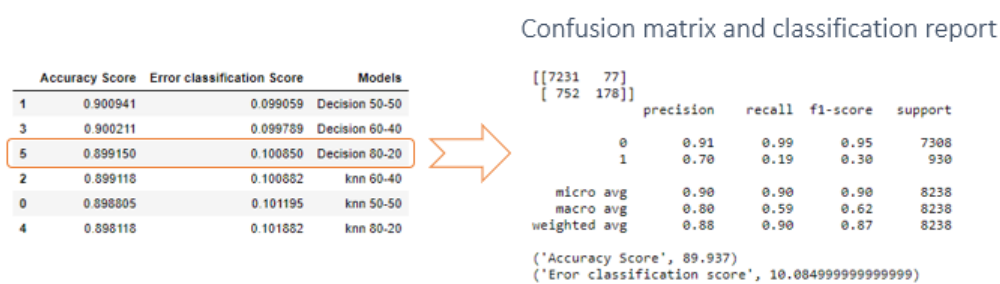 Confusion matrix and classification report
Accuracy Score Error classification Score Models
1 0.900941 0.099059 Decision 50-50
3 0.900211 0.099789 Decision 60-40
5 0.899150 0.100850 Decision 80-20
2 0.899118 0.100882 knn 60-40
0 0.898805 0.101195 knn 50-50
4 0.898118 0.101882 knn 80-20
[[7231 77]
[ 752 178]]
precision recall f1-score support
0 0.91 0.99 0.95 7308
1 0.70 0.19 0.30 930
micro avg 0.90 0.90 0.90 8238
macro avg 0.80 0.59 0.62 8238
weighted avg 0.88 0.90 0.87 8238
('Accuracy Score', 89.937)
('Eror classification score', 10.084999999999999)